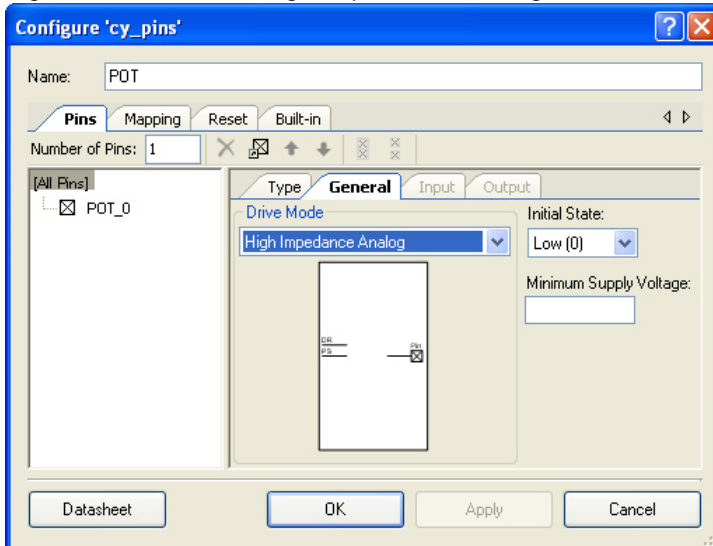 Configure 'cy_pins'
Name: POT
Pins Mapping Reset Built-in
Number of Pins: 1
[All Pins]
POT_0
Type General Input Output
Drive Mode
High Impedance Analog
Initial State:
Low (0)
Minimum Supply Voltage:
DR
PS
Pin
Datasheet OK Apply Cancel